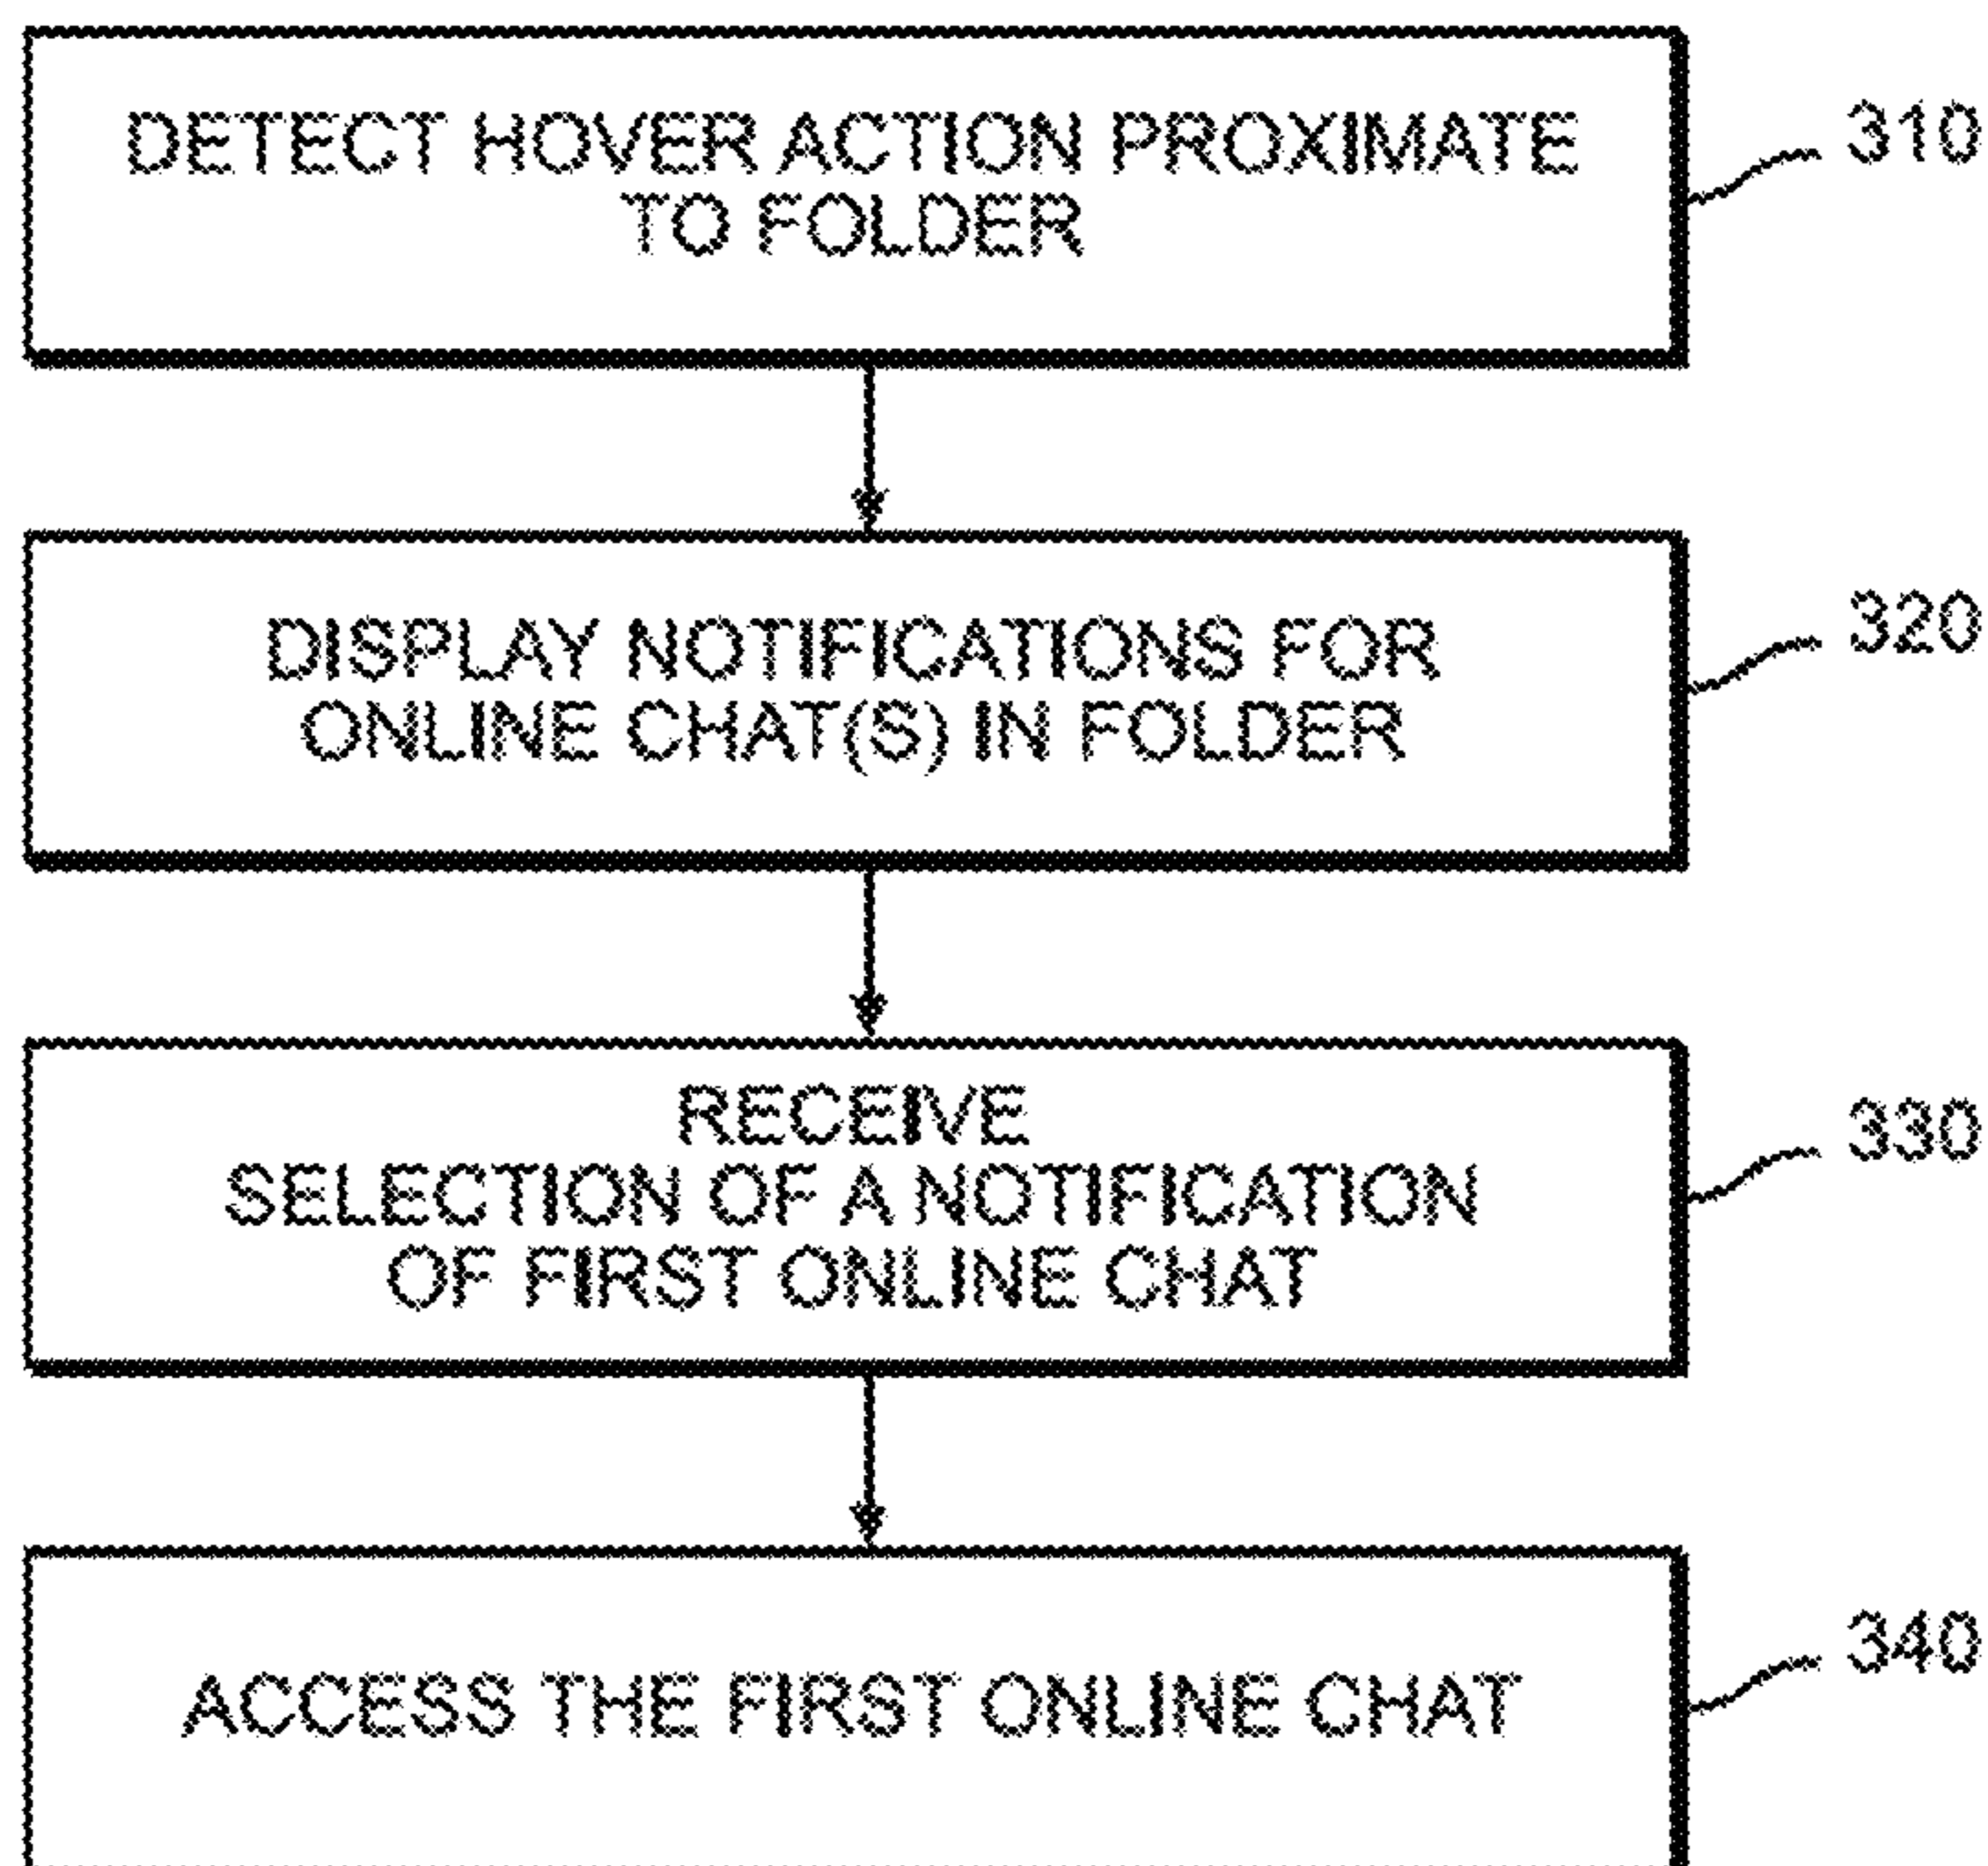 DETECT HOVER ACTION PROXIMATE
TO FOLDER
310
DISPLAY NOTIFICATIONS FOR
ONLINE CHAT(S) IN FOLDER
320
RECEIVE
SELECTION OF A NOTIFICATION
OF FIRST ONLINE CHAT
330
ACCESS THE FIRST ONLINE CHAT
340